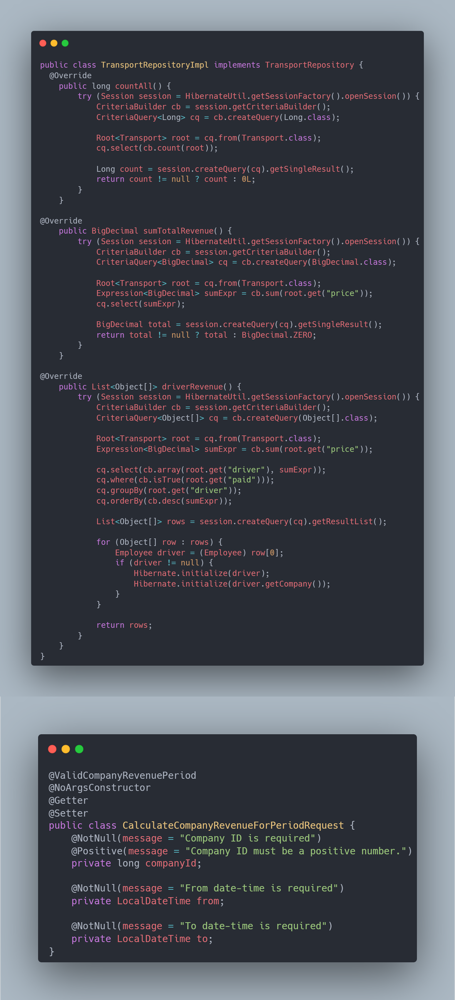 public class TransportRepositoryImpl implements TransportRepository {
  @Override
    public long countAll() {
        try (Session session = HibernateUtil.getSessionFactory().openSession()) {
            CriteriaBuilder cb = session.getCriteriaBuilder();
            CriteriaQuery<Long> cq = cb.createQuery(Long.class);

            Root<Transport> root = cq.from(Transport.class);
            cq.select(cb.count(root));

            Long count = session.createQuery(cq).getSingleResult();
            return count != null ? count : 0L;
        }
    }

@Override
    public BigDecimal sumTotalRevenue() {
        try (Session session = HibernateUtil.getSessionFactory().openSession()) {
            CriteriaBuilder cb = session.getCriteriaBuilder();
            CriteriaQuery<BigDecimal> cq = cb.createQuery(BigDecimal.class);

            Root<Transport> root = cq.from(Transport.class);
            Expression<BigDecimal> sumExpr = cb.sum(root.get("price"));
            cq.select(sumExpr);

            BigDecimal total = session.createQuery(cq).getSingleResult();
            return total != null ? total : BigDecimal.ZERO;
        }
    }

@Override
    public List<Object[]> driverRevenue() {
        try (Session session = HibernateUtil.getSessionFactory().openSession()) {
            CriteriaBuilder cb = session.getCriteriaBuilder();
            CriteriaQuery<Object[]> cq = cb.createQuery(Object[].class);

            Root<Transport> root = cq.from(Transport.class);
            Expression<BigDecimal> sumExpr = cb.sum(root.get("price"));

            cq.select(cb.array(root.get("driver"), sumExpr));
            cq.where(cb.isTrue(root.get("paid")));
            cq.groupBy(root.get("driver"));
            cq.orderBy(cb.desc(sumExpr));

            List<Object[]> rows = session.createQuery(cq).getResultList();

            for (Object[] row : rows) {
                Employee driver = (Employee) row[0];
                if (driver != null) {
                    Hibernate.initialize(driver);
                    Hibernate.initialize(driver.getCompany());
                }
            }

            return rows;
        }
    }
}
@ValidCompanyRevenuePeriod
@NoArgsConstructor
@Getter
@Setter
public class CalculateCompanyRevenueForPeriodRequest {
    @NotNull(message = "Company ID is required")
    @Positive(message = "Company ID must be a positive number.")
    private long companyId;

    @NotNull(message = "From date-time is required")
    private LocalDateTime from;

    @NotNull(message = "To date-time is required")
    private LocalDateTime to;
}